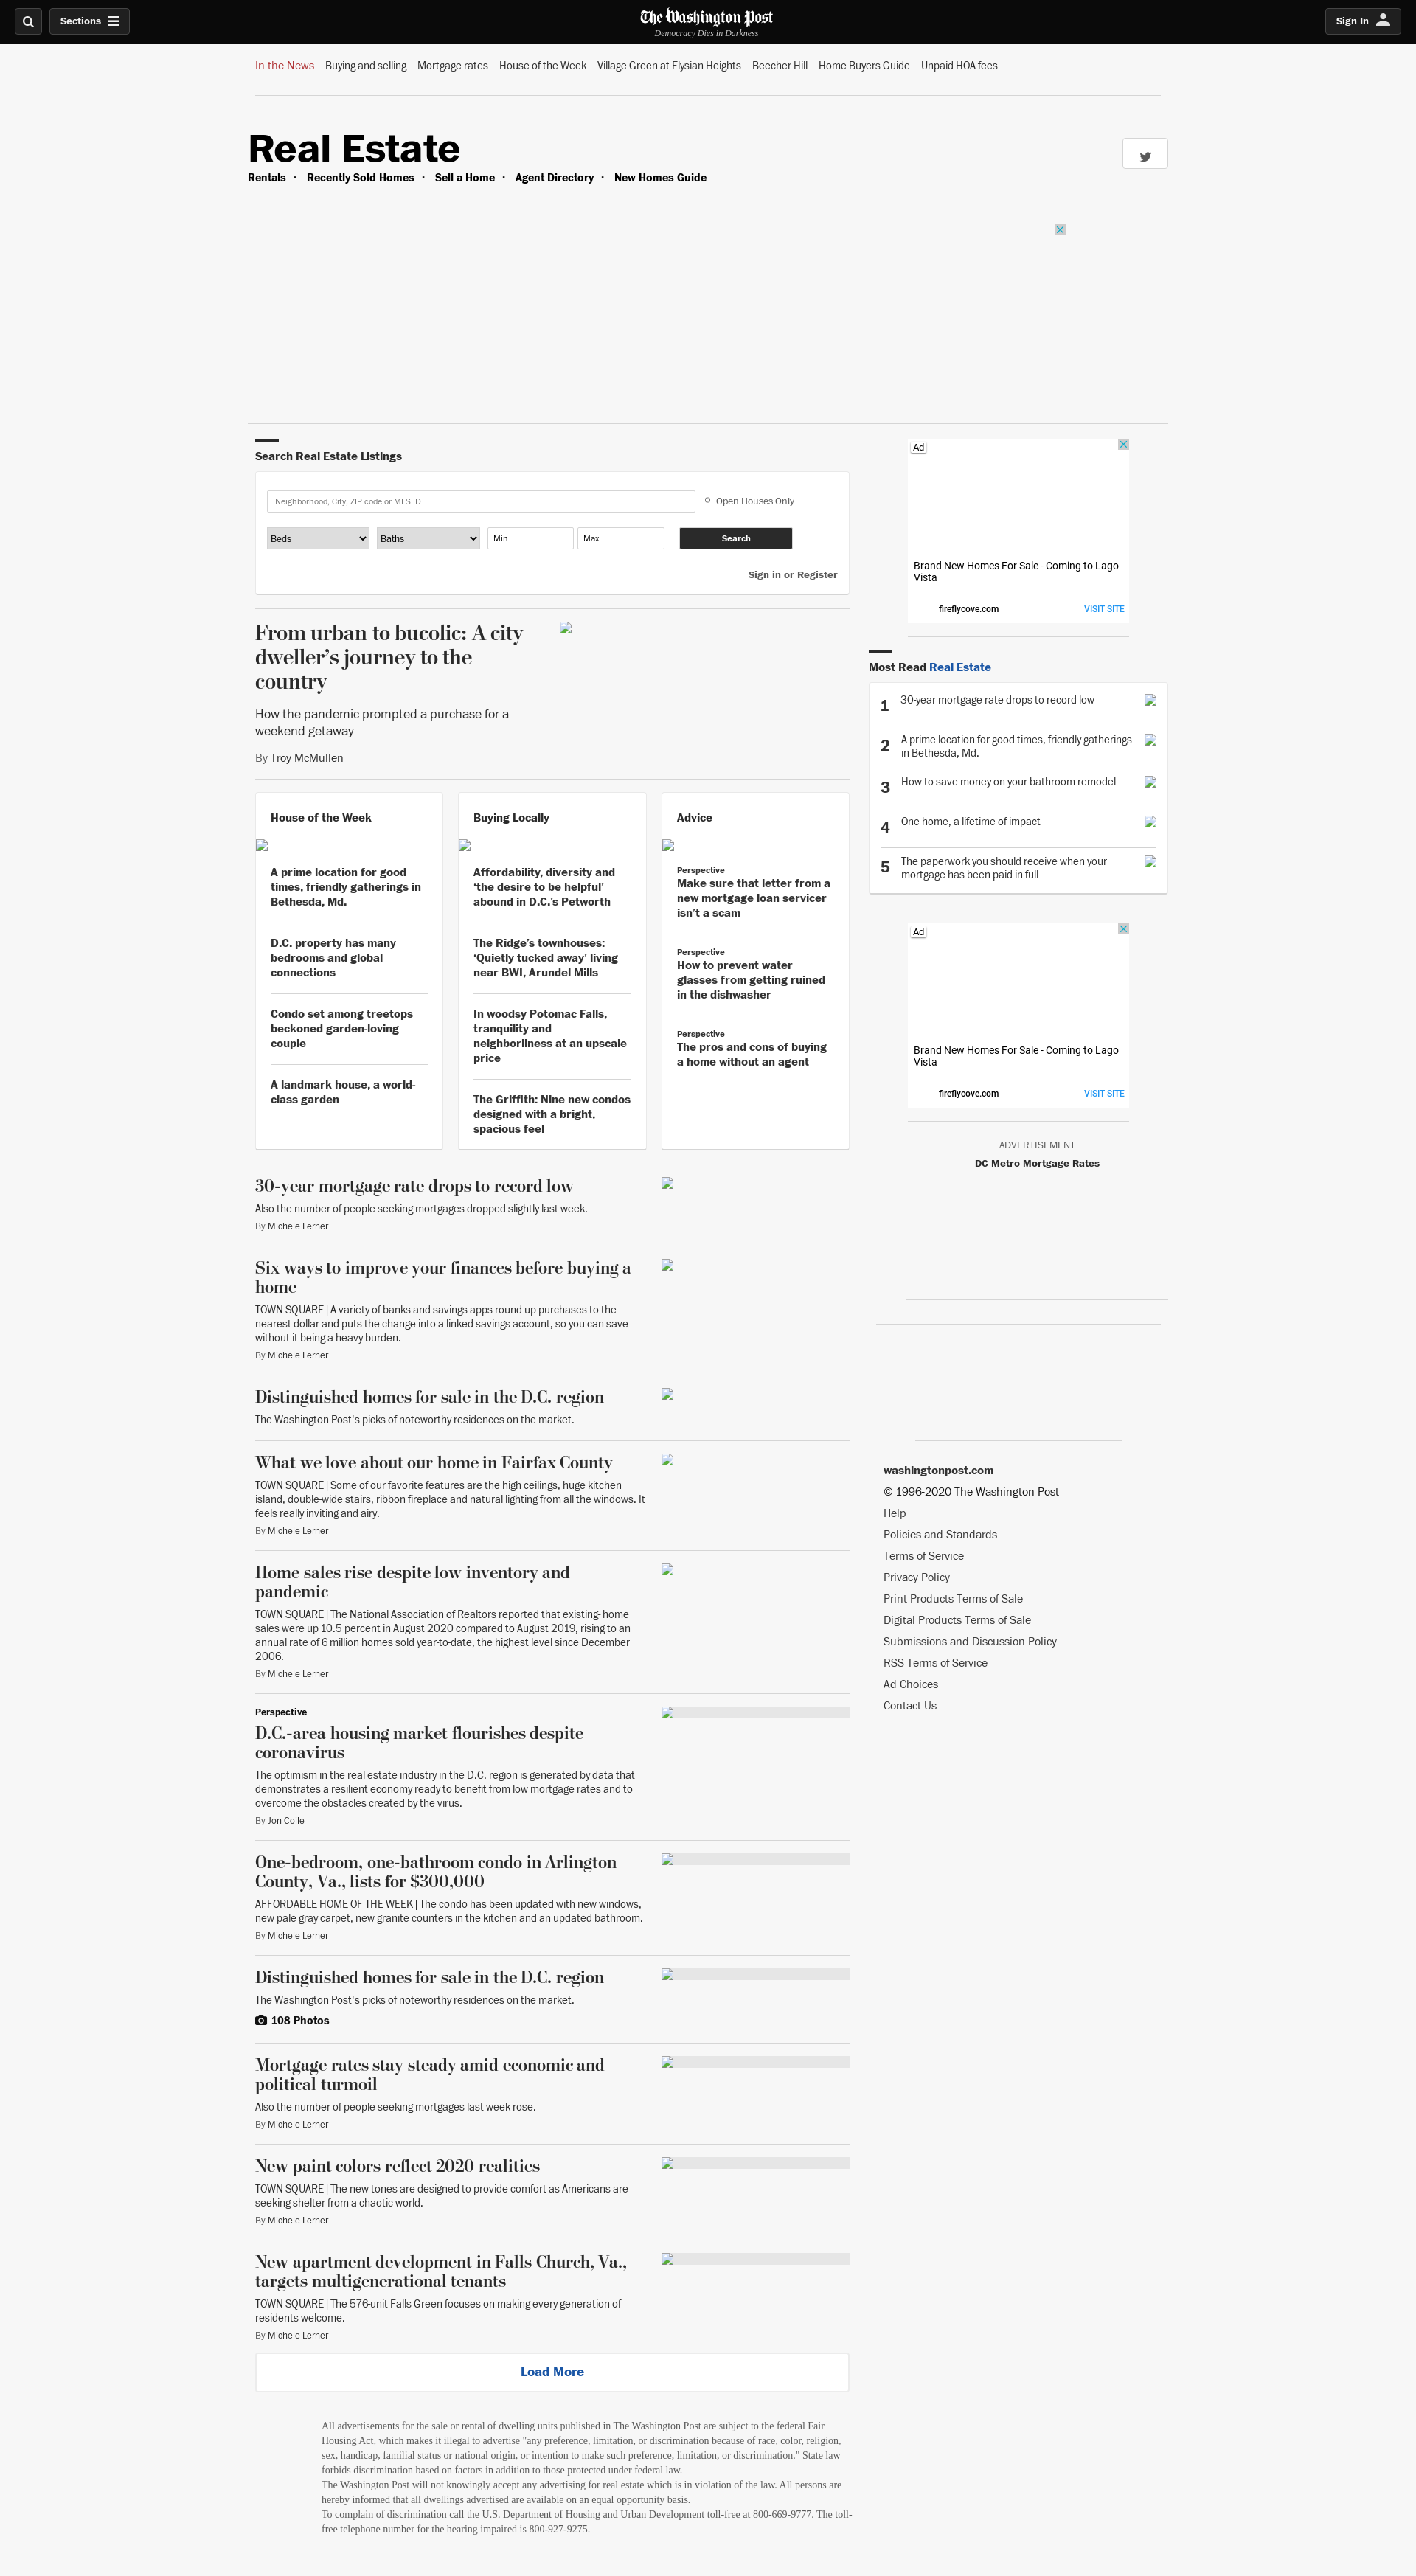 Sections
The Washington Post
Democracy Dies in Darkness
Sign In
In the News Buying and selling Mortgage rates House of the Week Village Green at Elysian Heights Beecher Hill Home Buyers Guide Unpaid HOA fees
Real Estate
Rentals • Recently Sold Homes • Sell a Home • Agent Directory • New Homes Guide
Search Real Estate Listings
Neighborhood, City, ZIP code or MLS ID
Open Houses Only
Beds Baths Min Max Search
Sign in or Register
From urban to bucolic: A city
dweller’s journey to the
country
How the pandemic prompted a purchase for a
weekend getaway
By Troy McMullen
House of the Week
A prime location for good
times, friendly gatherings in
Bethesda, Md.
D.C. property has many
bedrooms and global
connections
Condo set among treetops
beckoned garden-loving
couple
A landmark house, a world-
class garden
Buying Locally
Affordability, diversity and
‘the desire to be helpful’
abound in D.C.’s Petworth
The Ridge’s townhouses:
‘Quietly tucked away’ living
near BWI, Arundel Mills
In woodsy Potomac Falls,
tranquility and
neighborliness at an upscale
price
The Griffith: Nine new condos
designed with a bright,
spacious feel
Advice
Perspective
Make sure that letter from a
new mortgage loan servicer
isn’t a scam
Perspective
How to prevent water
glasses from getting ruined
in the dishwasher
Perspective
The pros and cons of buying
a home without an agent
30-year mortgage rate drops to record low
Also the number of people seeking mortgages dropped slightly last week.
By Michele Lerner
Six ways to improve your finances before buying a
home
TOWN SQUARE | A variety of banks and savings apps round up purchases to the
nearest dollar and puts the change into a linked savings account, so you can save
without it being a heavy burden.
By Michele Lerner
Distinguished homes for sale in the D.C. region
The Washington Post's picks of noteworthy residences on the market.
What we love about our home in Fairfax County
TOWN SQUARE | Some of our favorite features are the high ceilings, huge kitchen
island, double-wide stairs, ribbon fireplace and natural lighting from all the windows. It
feels really inviting and airy.
By Michele Lerner
Home sales rise despite low inventory and
pandemic
TOWN SQUARE | The National Association of Realtors reported that existing- home
sales were up 10.5 percent in August 2020 compared to August 2019, rising to an
annual rate of 6 million homes sold year-to-date, the highest level since December
2006.
By Michele Lerner
Perspective
D.C.-area housing market flourishes despite
coronavirus
The optimism in the real estate industry in the D.C. region is generated by data that
demonstrates a resilient economy ready to benefit from low mortgage rates and to
overcome the obstacles created by the virus.
By Jon Coile
One-bedroom, one-bathroom condo in Arlington
County, Va., lists for $300,000
AFFORDABLE HOME OF THE WEEK | The condo has been updated with new windows,
new pale gray carpet, new granite counters in the kitchen and an updated bathroom.
By Michele Lerner
Distinguished homes for sale in the D.C. region
The Washington Post's picks of noteworthy residences on the market.
108 Photos
Mortgage rates stay steady amid economic and
political turmoil
Also the number of people seeking mortgages last week rose.
By Michele Lerner
New paint colors reflect 2020 realities
TOWN SQUARE | The new tones are designed to provide comfort as Americans are
seeking shelter from a chaotic world.
By Michele Lerner
New apartment development in Falls Church, Va.,
targets multigenerational tenants
TOWN SQUARE | The 576-unit Falls Green focuses on making every generation of
residents welcome.
By Michele Lerner
Load More
All advertisements for the sale or rental of dwelling units published in The Washington Post are subject to the federal Fair
Housing Act, which makes it illegal to advertise "any preference, limitation, or discrimination because of race, color, religion,
sex, handicap, familial status or national origin, or intention to make such preference, limitation, or discrimination." State law
forbids discrimination based on factors in addition to those protected under federal law.
The Washington Post will not knowingly accept any advertising for real estate which is in violation of the law. All persons are
hereby informed that all dwellings advertised are available on an equal opportunity basis.
To complain of discrimination call the U.S. Department of Housing and Urban Development toll-free at 800-669-9777. The toll-
free telephone number for the hearing impaired is 800-927-9275.
Ad
Brand New Homes For Sale - Coming to Lago
Vista
fireflycove.com VISIT SITE
Most Read Real Estate
1 30-year mortgage rate drops to record low
2 A prime location for good times, friendly gatherings
in Bethesda, Md.
3 How to save money on your bathroom remodel
4 One home, a lifetime of impact
5 The paperwork you should receive when your
mortgage has been paid in full
Ad
Brand New Homes For Sale - Coming to Lago
Vista
fireflycove.com VISIT SITE
ADVERTISEMENT
DC Metro Mortgage Rates
washingtonpost.com
© 1996-2020 The Washington Post
Help
Policies and Standards
Terms of Service
Privacy Policy
Print Products Terms of Sale
Digital Products Terms of Sale
Submissions and Discussion Policy
RSS Terms of Service
Ad Choices
Contact Us